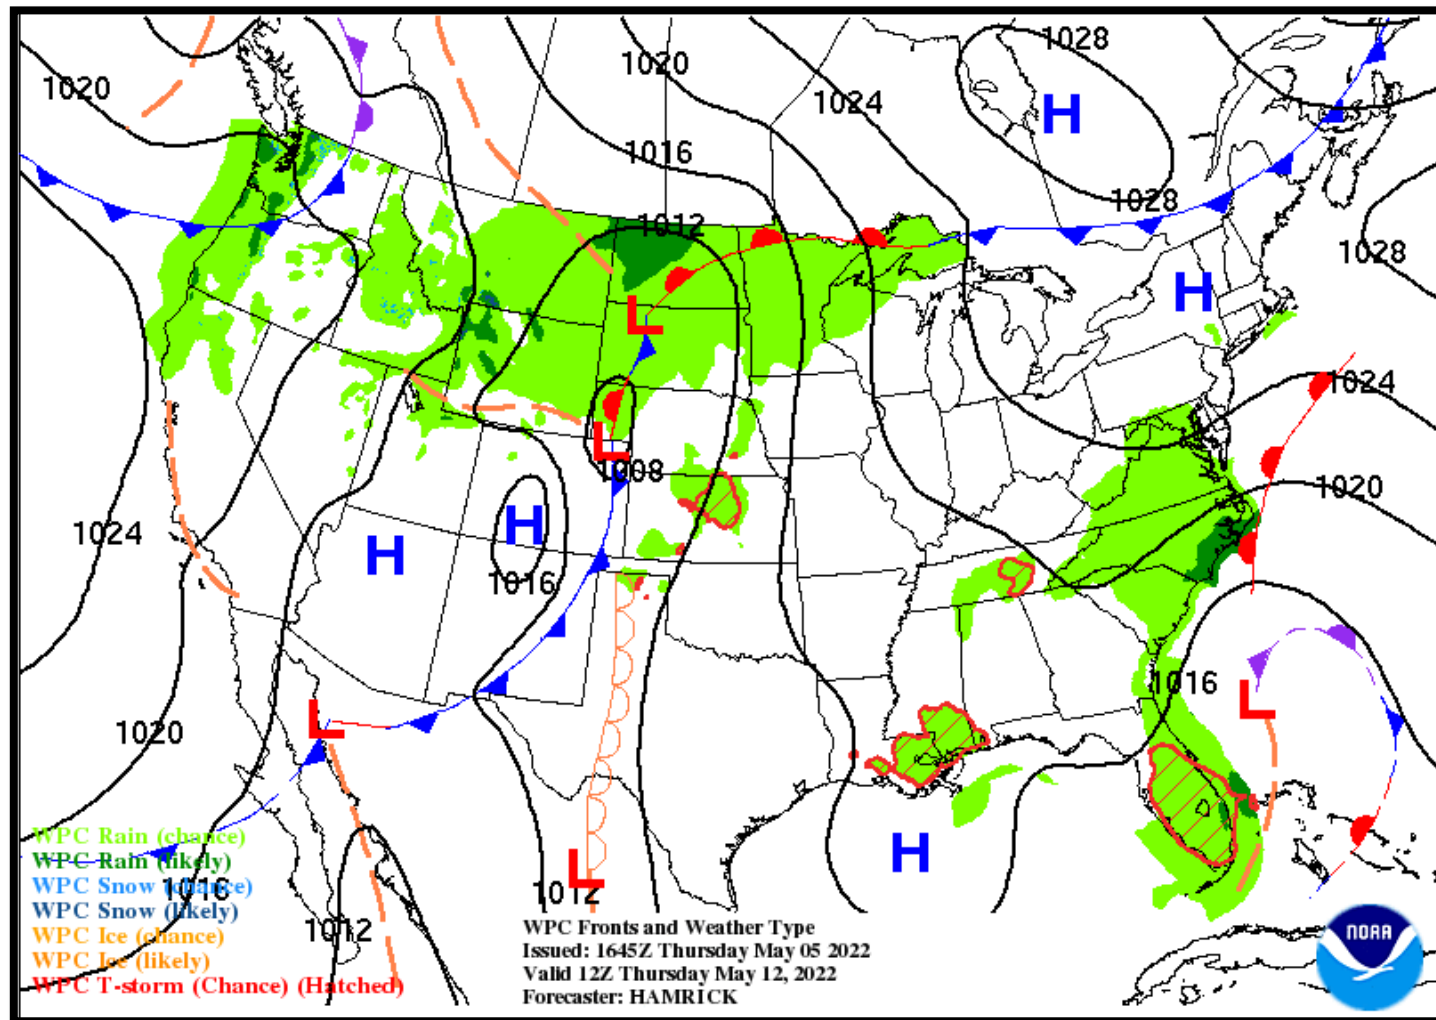 1028
1020
1020
1024
1016
1028
1012
1028
1024
1008
1020
1024
1016
1016
1020
1016
1012
1012
H
H
H
H
H
H
L
L
L
L
L
WPC Rain (chance)
WPC Rain (likely)
WPC Snow (chance)
WPC Snow (likely)
WPC Ice (chance)
WPC Ice (likely)
WPC T-storm (Chance) (Hatched)
WPC Fronts and Weather Type
Issued: 1645Z Thursday May 05 2022
Valid 12Z Thursday May 12, 2022
Forecaster: HAMRICK
NOAA